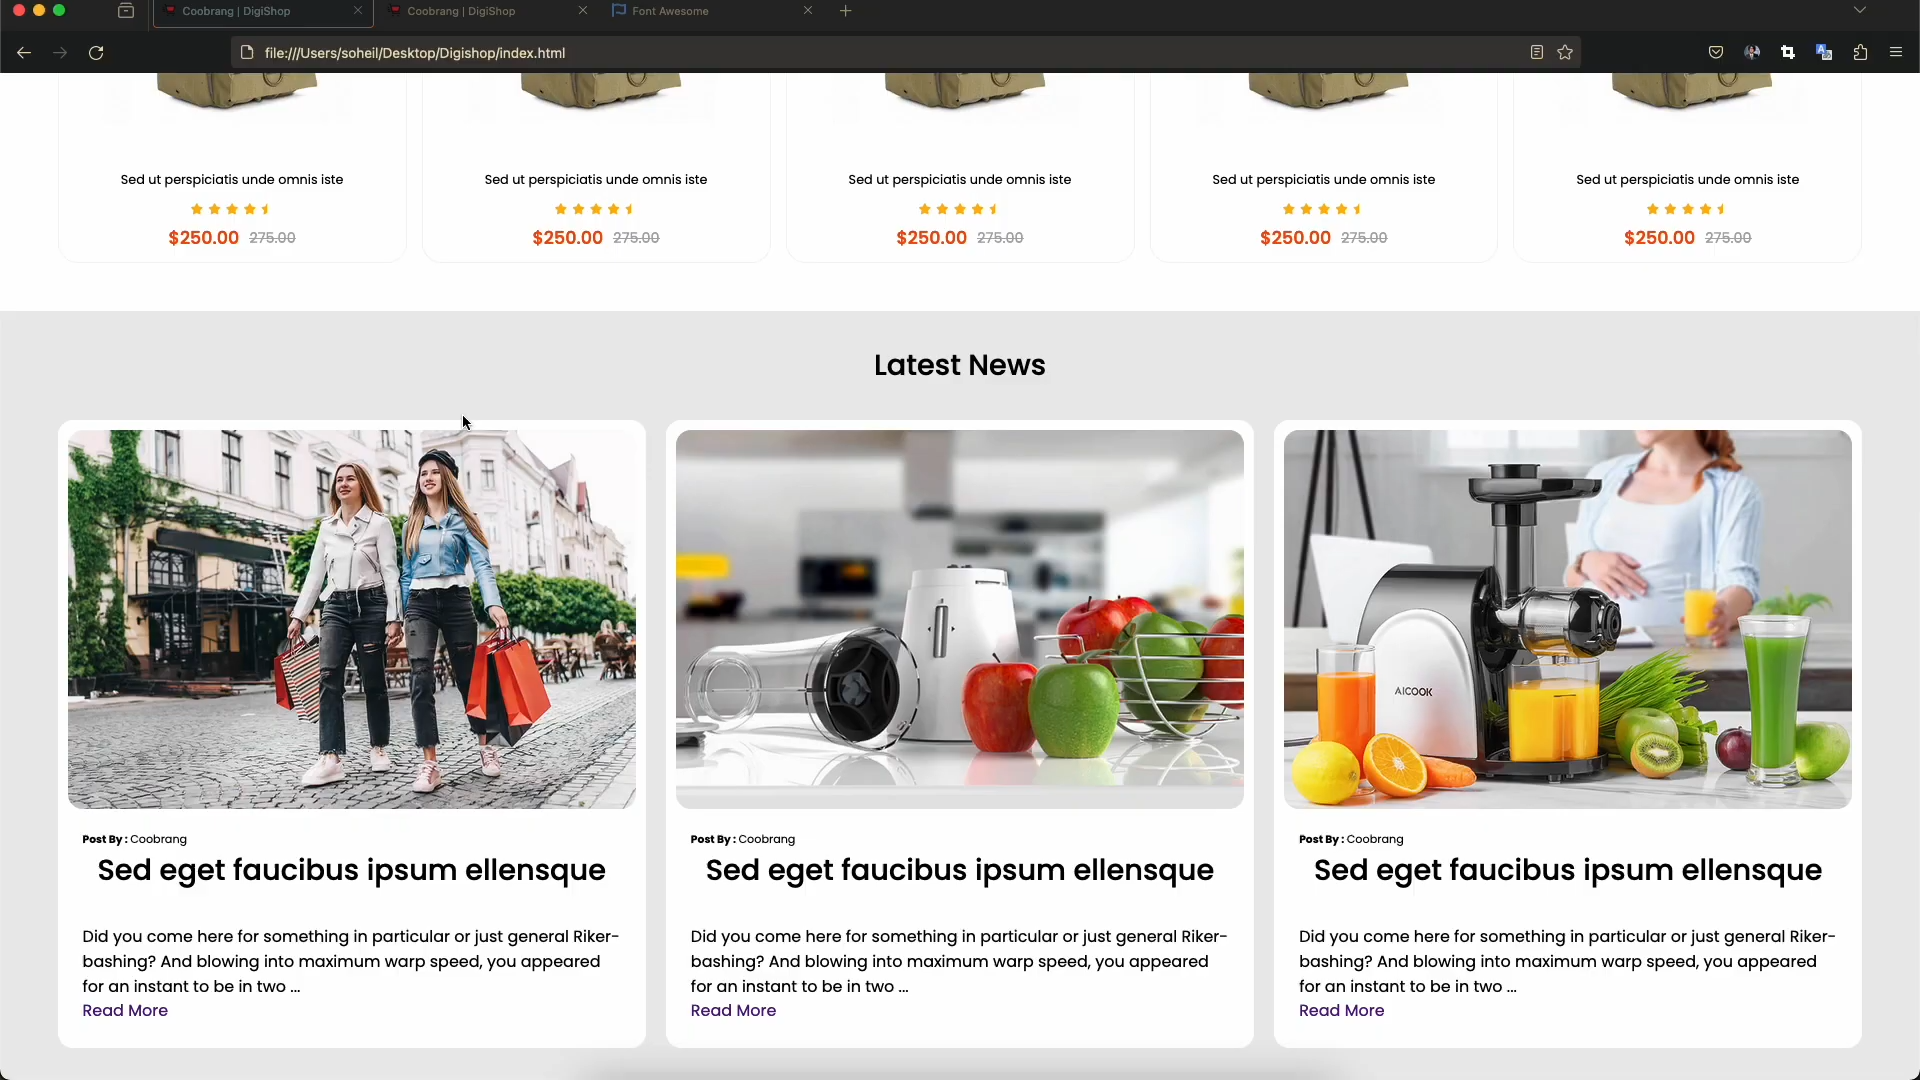 Coobrang | DigiShop
Coobrang | DigiShop
Font Awesome
file:///Users/soheil/Desktop/Digishop/index.html
Sed ut perspiciatis unde omnis iste
$250.00 275.00
Sed ut perspiciatis unde omnis iste
$250.00 275.00
Sed ut perspiciatis unde omnis iste
$250.00 275.00
Sed ut perspiciatis unde omnis iste
$250.00 275.00
Sed ut perspiciatis unde omnis iste
$250.00 275.00
Latest News
AICOOK
Post By : Coobrang
Sed eget faucibus ipsum ellensque
Did you come here for something in particular or just general Riker-
bashing? And blowing into maximum warp speed, you appeared
for an instant to be in two ...
Read More
Post By : Coobrang
Sed eget faucibus ipsum ellensque
Did you come here for something in particular or just general Riker-
bashing? And blowing into maximum warp speed, you appeared
for an instant to be in two ...
Read More
Post By : Coobrang
Sed eget faucibus ipsum ellensque
Did you come here for something in particular or just general Riker-
bashing? And blowing into maximum warp speed, you appeared
for an instant to be in two ...
Read More